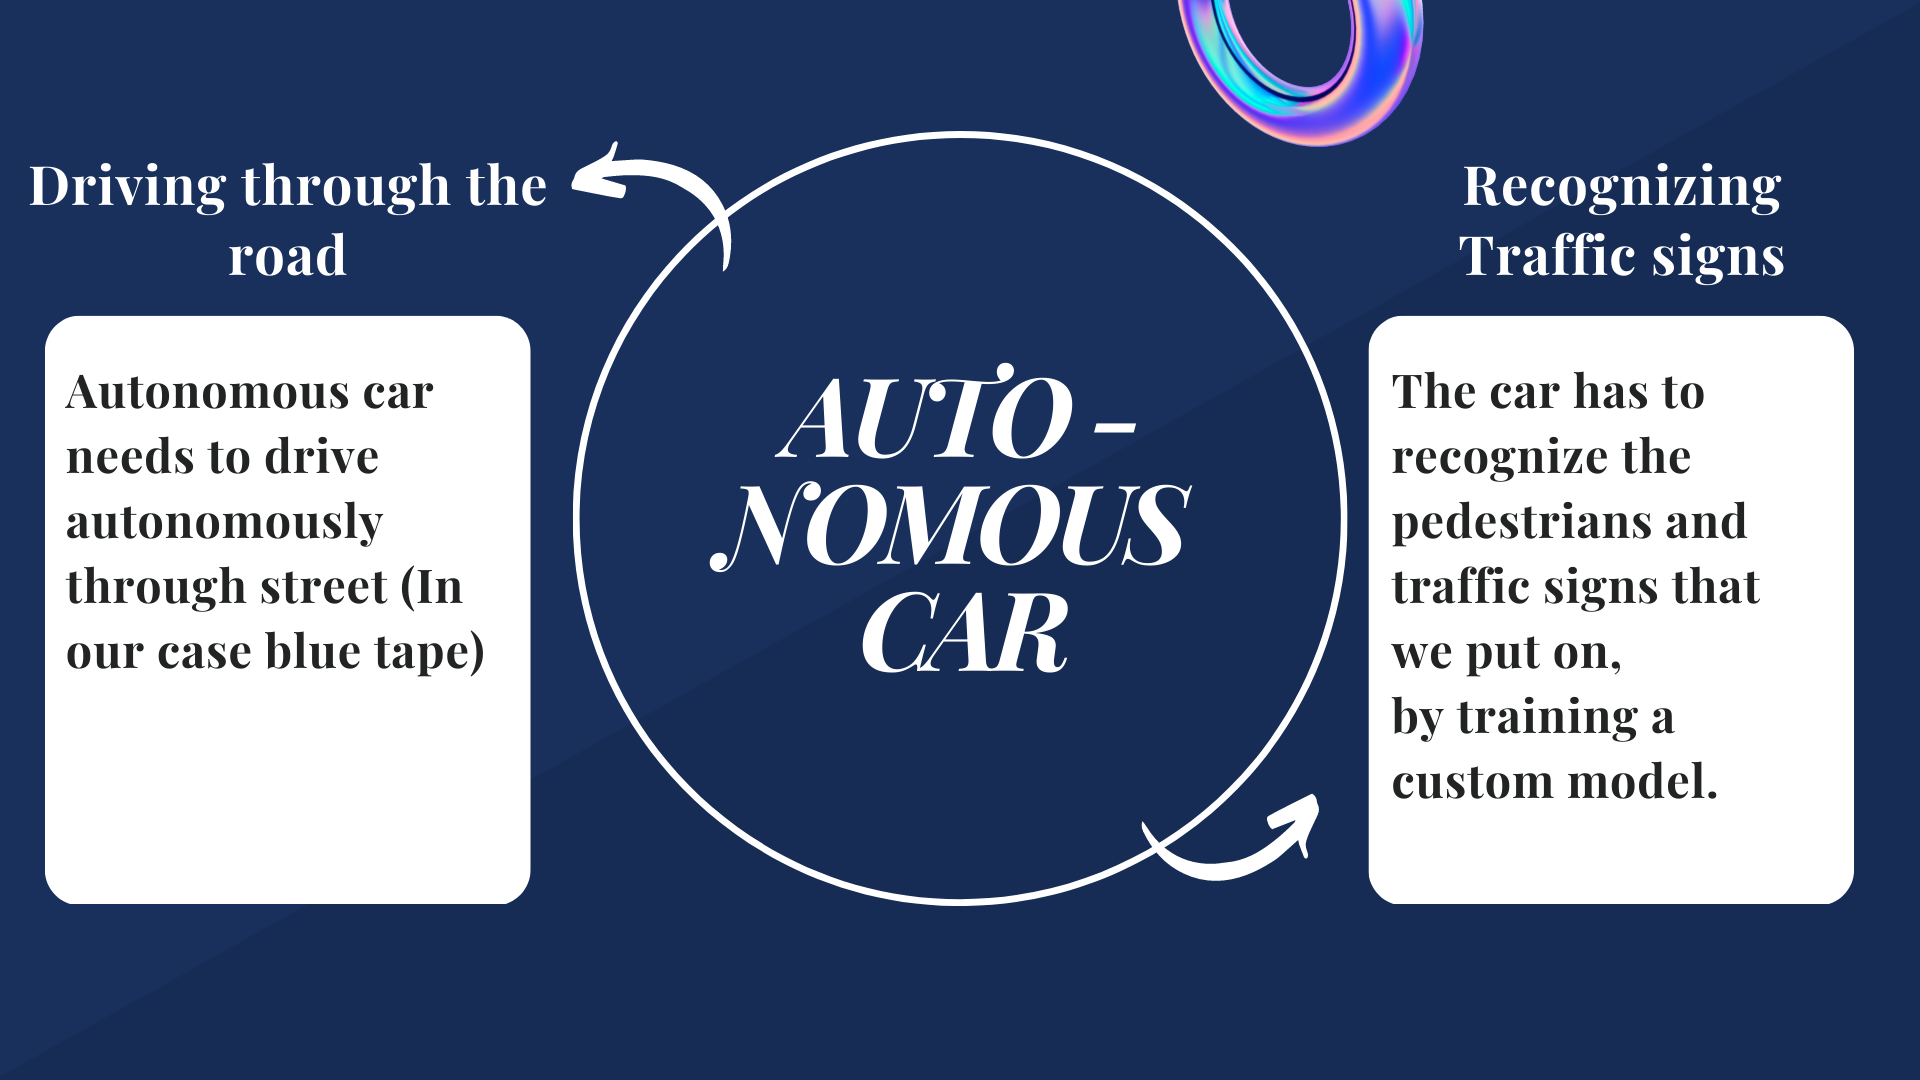 Driving through the
road
Autonomous car
needs to drive
autonomously
through street (In
our case blue tape)
AUTO -
NOMOUS
CAR
Recognizing
Traffic signs
The car has to
recognize the
pedestrians and
traffic signs that
we put on,
by training a
custom model.